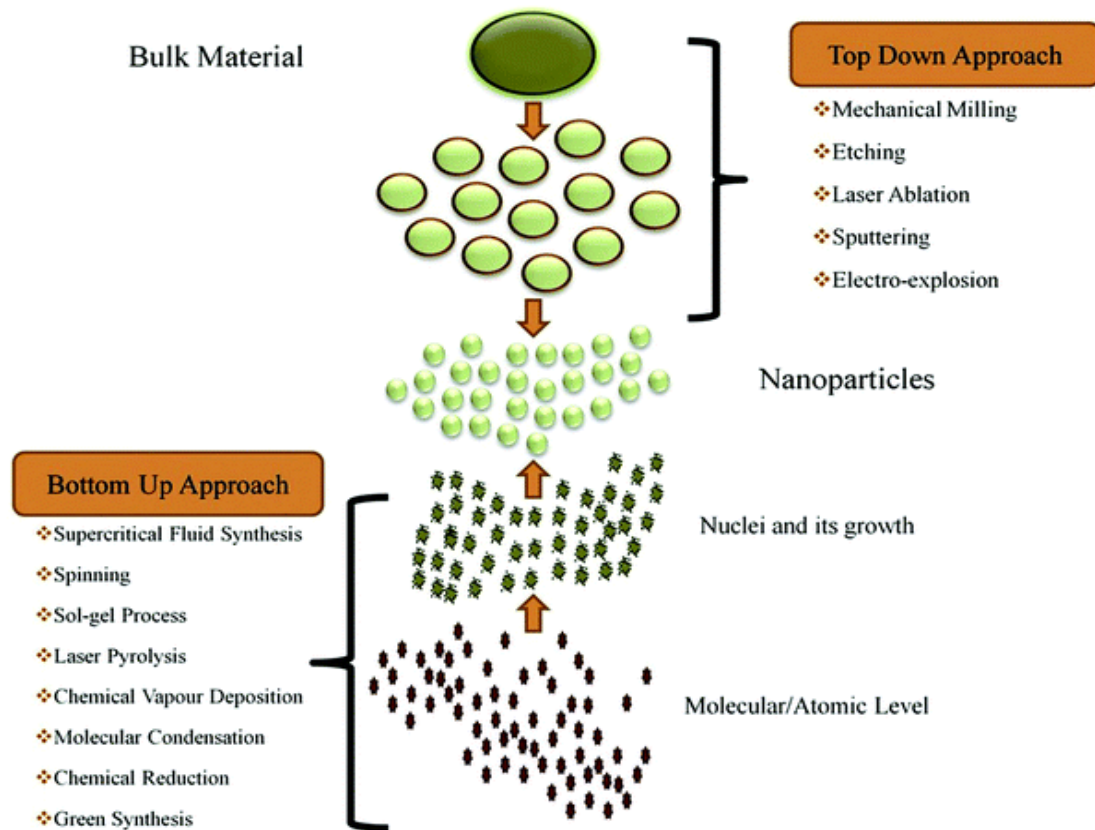 Bulk Material
Top Down Approach
Mechanical Milling
Etching
Laser Ablation
Sputtering
Electro-explosion
Nanoparticles
Bottom Up Approach
Supercritical Fluid Synthesis
Spinning
Sol-gel Process
Laser Pyrolysis
Chemical Vapour Deposition
Molecular Condensation
Chemical Reduction
Green Synthesis
Nuclei and its growth
Molecular/Atomic Level